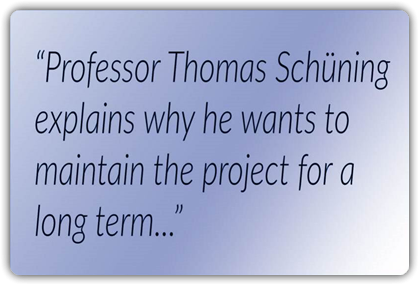 “Professor Thomas Schüning
explains why he wants to
maintain the project for a
long term...”